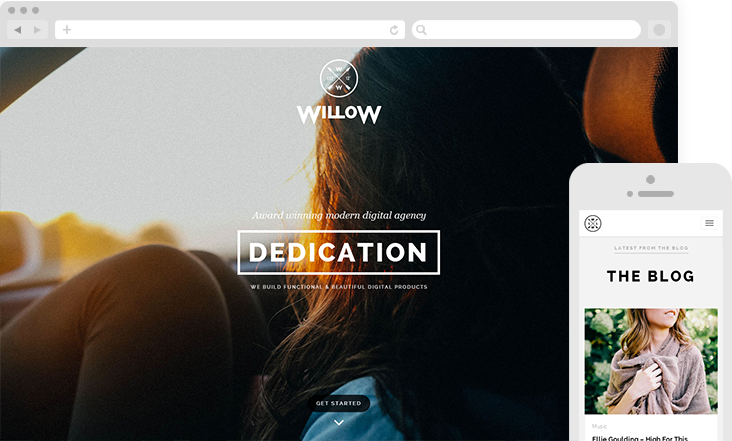 W
W
WILLOW
Award winning modern digital agency
DEDICATION
WE BUILD FUNCTIONAL & BEAUTIFUL DIGITAL PRODUCTS
GET STARTED
LATEST FROM THE BLOG
THE BLOG
Music
Ellie Goulding – High For This